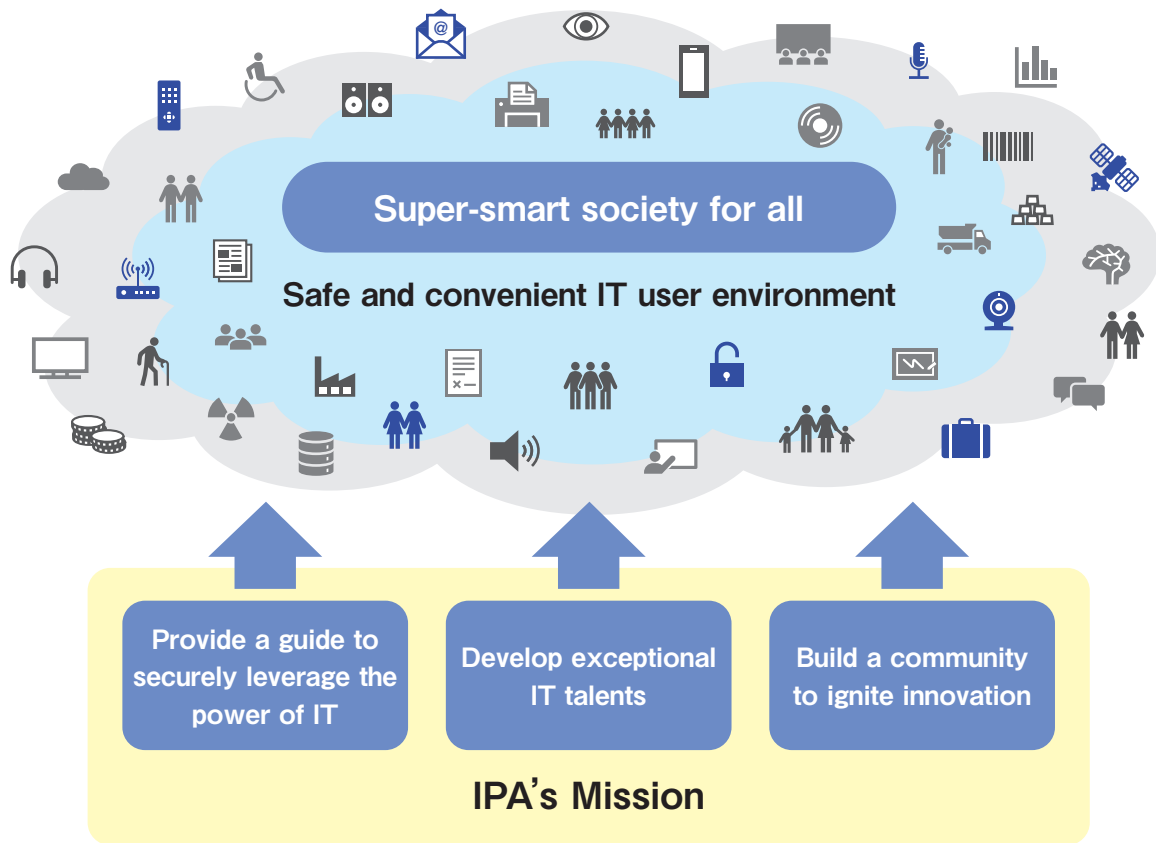 @
Super-smart society for all
Safe and convenient IT user environment
Provide a guide to
securely leverage the
power of IT
Develop exceptional
IT talents
Build a community
to ignite innovation
IPA's Mission